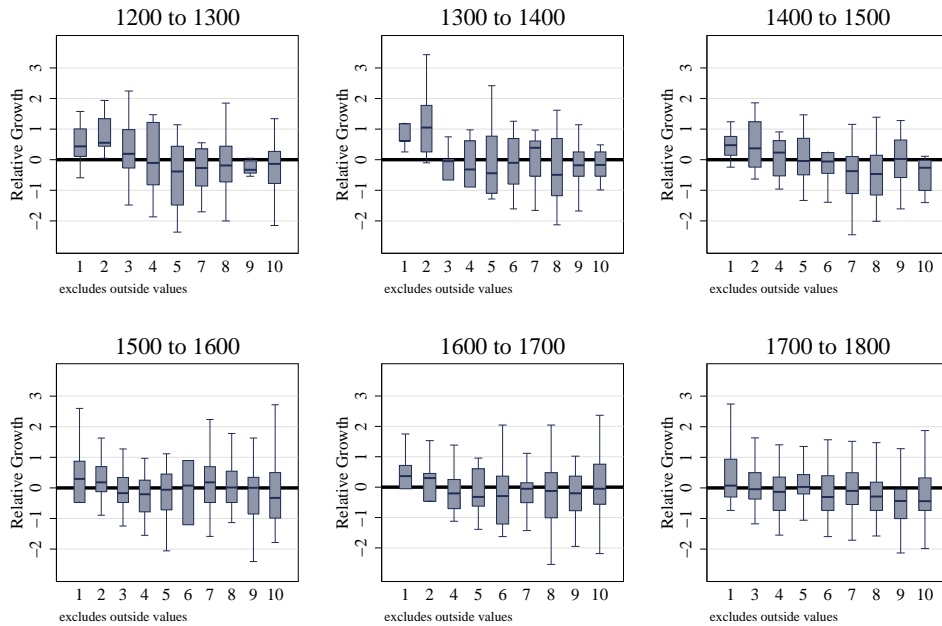 1200 to 1300
Relative Growth
3
2
1
0
−1
−2
1 2 3 4 5 7 8 9 10
excludes outside values
1300 to 1400
Relative Growth
3
2
1
0
−1
−2
1 2 3 4 5 6 7 8 9 10
excludes outside values
1400 to 1500
Relative Growth
3
2
1
0
−1
−2
1 2 4 5 6 7 8 9 10
excludes outside values
1500 to 1600
Relative Growth
3
2
1
0
−1
−2
1 2 3 4 5 6 7 8 9 10
excludes outside values
1600 to 1700
Relative Growth
3
2
1
0
−1
−2
1 2 4 5 6 7 8 9 10
excludes outside values
1700 to 1800
Relative Growth
3
2
1
0
−1
−2
1 3 4 5 6 7 8 9 10
excludes outside values